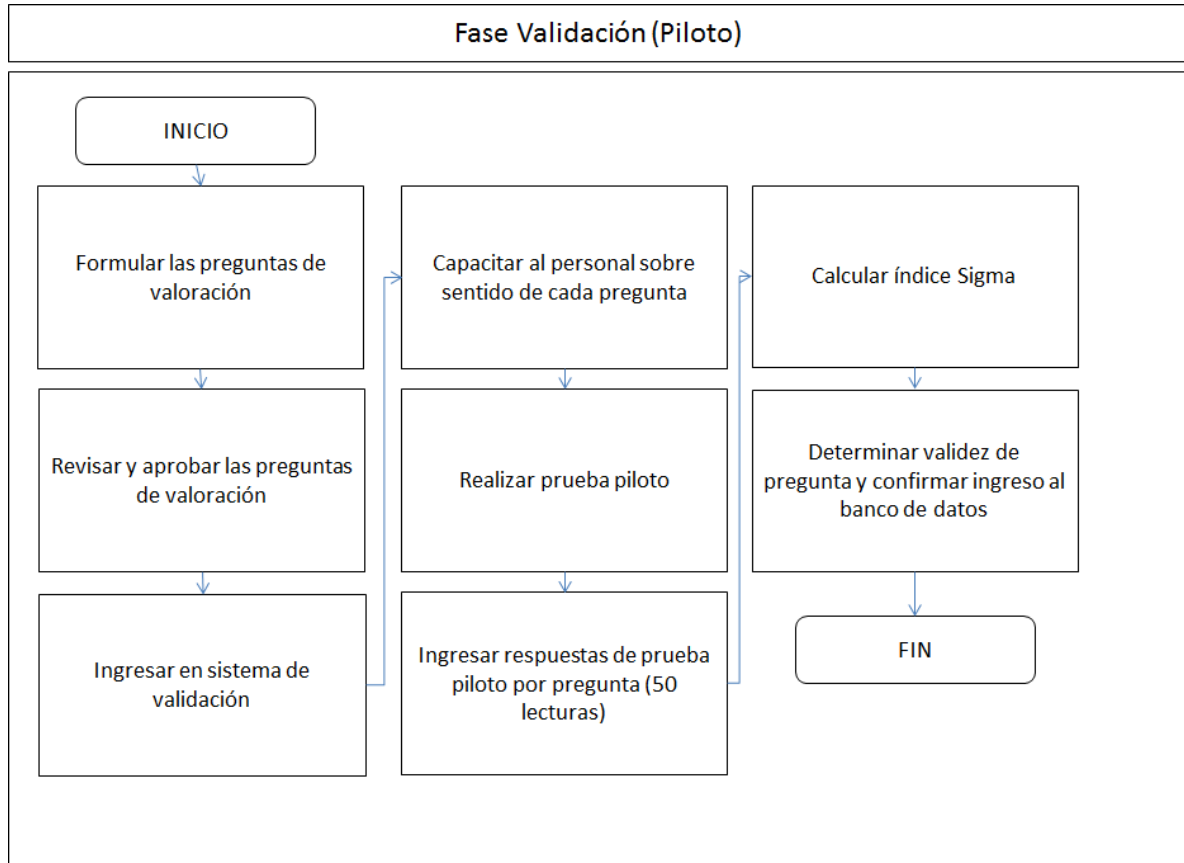 Fase Validación (Piloto)
INICIO
Formular las preguntas de
valoración
Revisar y aprobar las preguntas
de valoración
Ingresar en sistema de
validación
Capacitar al personal sobre
sentido de cada pregunta
Realizar prueba piloto
Ingresar respuestas de prueba
piloto por pregunta (50
lecturas)
Calcular índice Sigma
Determinar validez de
pregunta y confirmar ingreso al
banco de datos
FIN